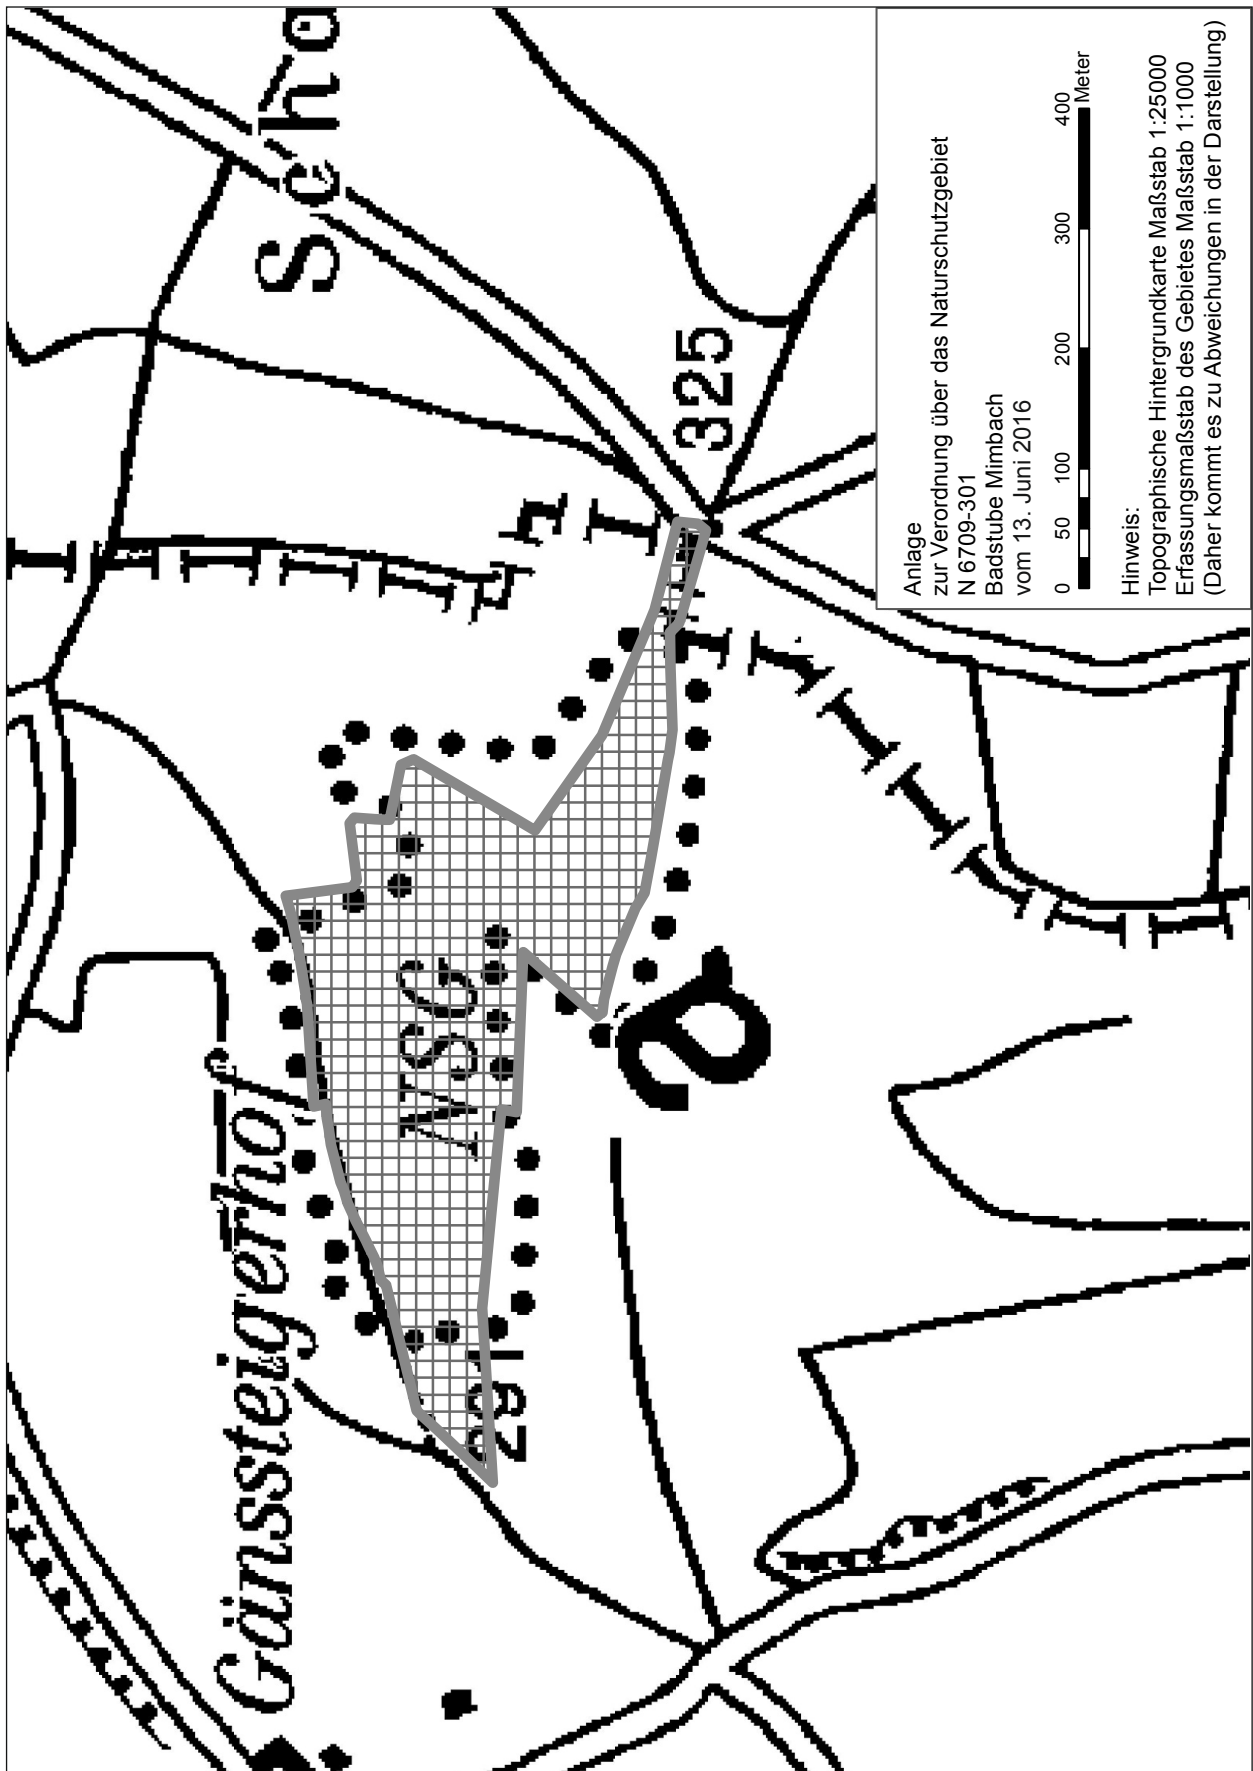 Gänssteigerhof
Scho
NSG
291
325
a
Anlage
zur Verordnung über das Naturschutzgebiet
N 6709-301
Badstube Mimbach
vom 13. Juni 2016
0 50 100 200 300 400
Meter
Hinweis:
Topographische Hintergrundkarte Maßstab 1:25000
Erfassungsmaßstab des Gebietes Maßstab 1:1000
(Daher kommt es zu Abweichungen in der Darstellung)